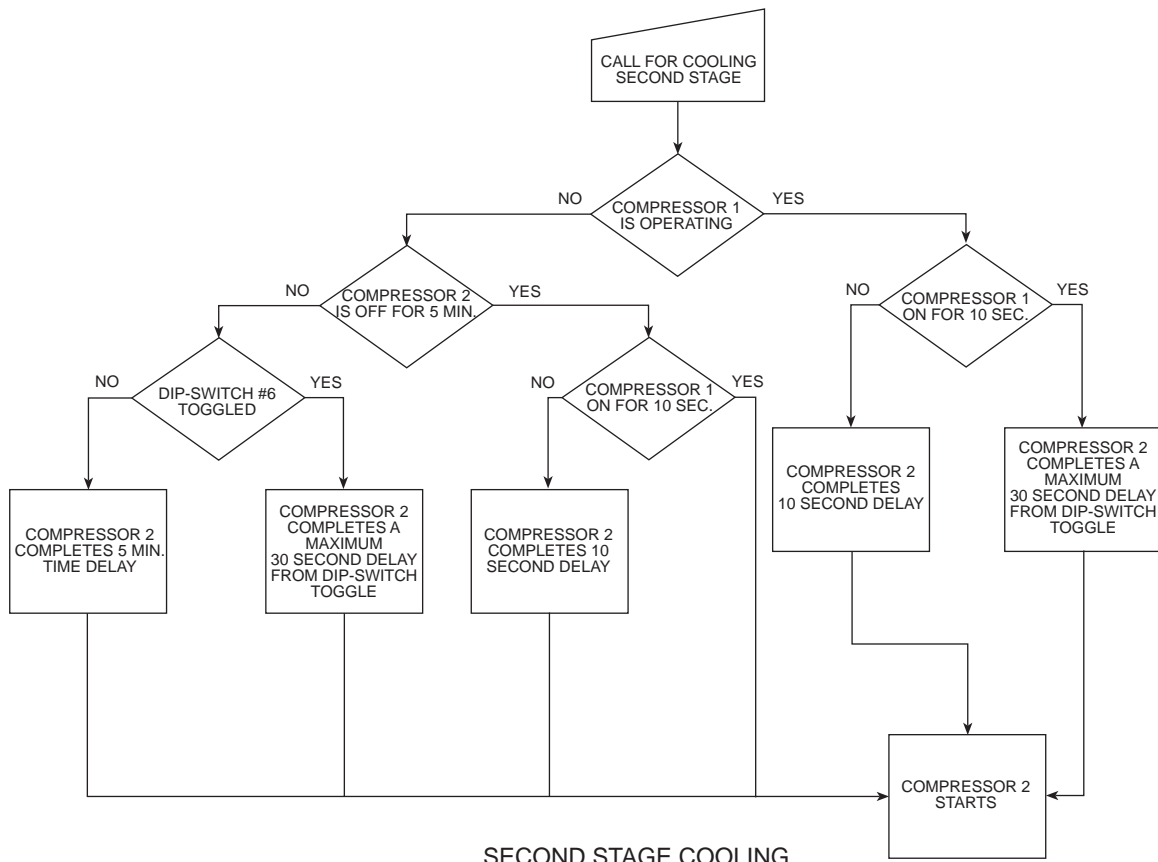 CALL FOR COOLING
SECOND STAGE
NO
YES
COMPRESSOR 1
IS OPERATING
NO
YES
COMPRESSOR 2
IS OFF FOR 5 MIN.
NO
YES
COMPRESSOR 1
ON FOR 10 SEC.
NO
YES
DIP-SWITCH #6
TOGGLED
NO
YES
COMPRESSOR 1
ON FOR 10 SEC.
COMPRESSOR 2
COMPLETES 5 MIN.
TIME DELAY
COMPRESSOR 2
COMPLETES A
MAXIMUM
30 SECOND DELAY
FROM DIP-SWITCH
TOGGLE
COMPRESSOR 2
COMPLETES 10
SECOND DELAY
COMPRESSOR 2
COMPLETES
10 SECOND DELAY
COMPRESSOR 2
COMPLETES A
MAXIMUM
30 SECOND DELAY
FROM DIP-SWITCH
TOGGLE
COMPRESSOR 2
STARTS
SECOND STAGE COOLING